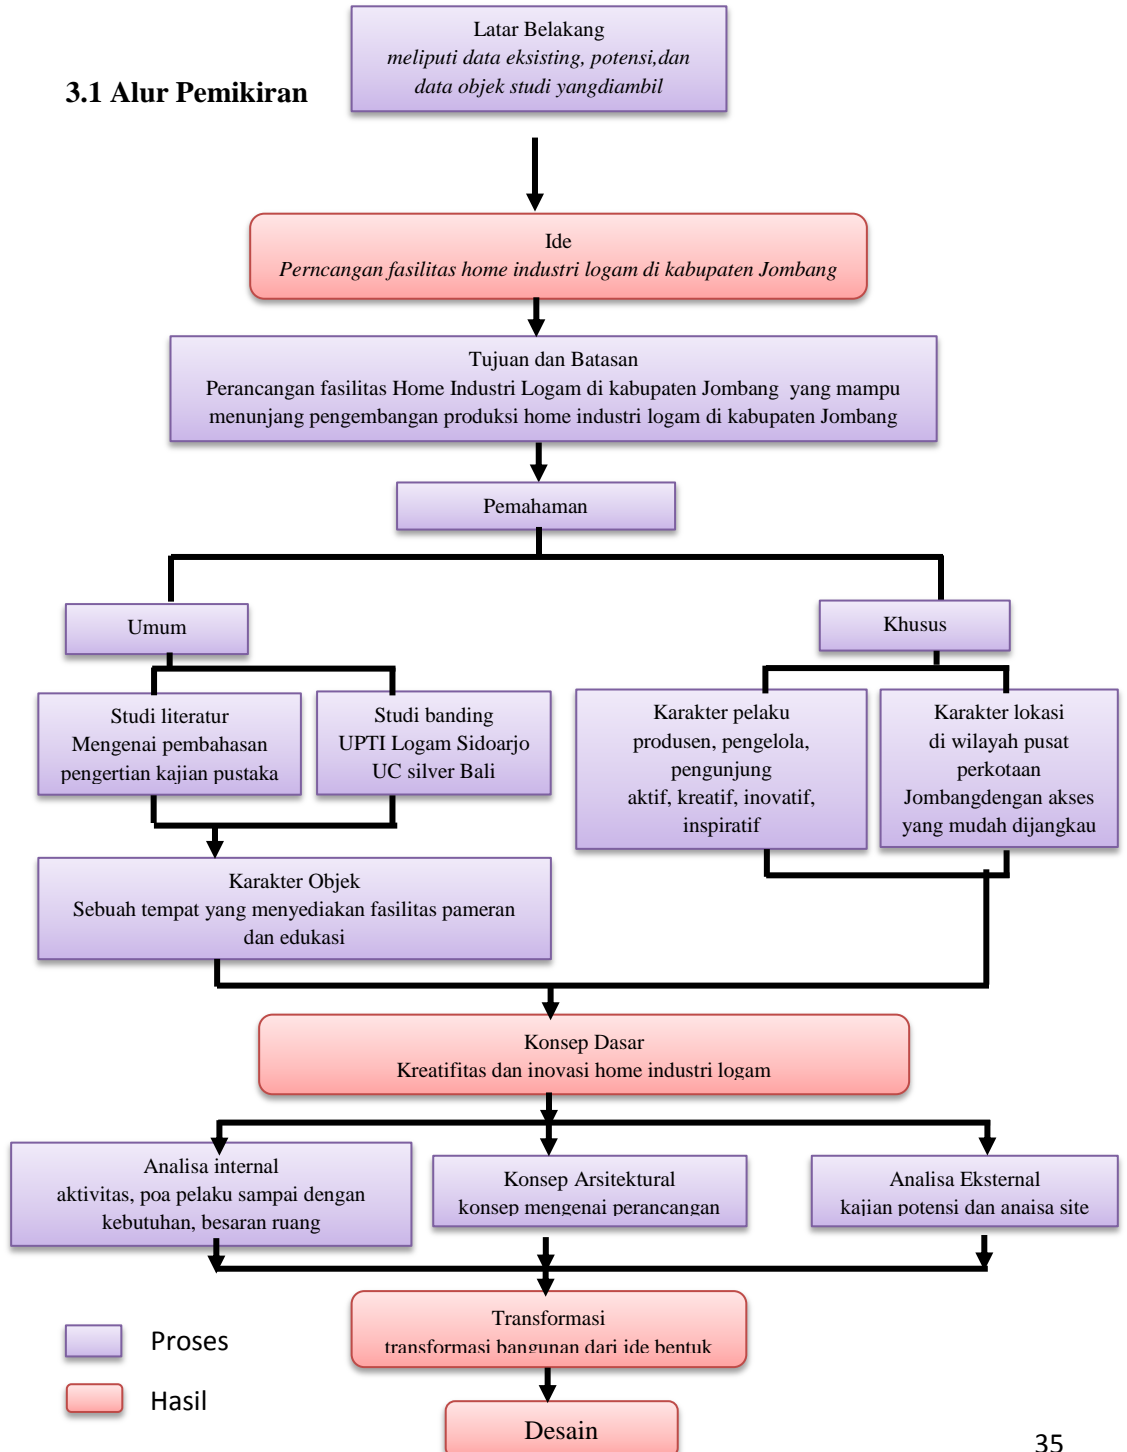 Latar Belakang
meliputi data eksisting, potensi,dan
data objek studi yangdiambil
3.1 Alur Pemikiran
Ide
Perncangan fasilitas home industri logam di kabupaten Jombang
Tujuan dan Batasan
Perancangan fasilitas Home Industri Logam di kabupaten Jombang yang mampu
menunjang pengembangan produksi home industri logam di kabupaten Jombang
Pemahaman
Umum
Khusus
Studi literatur
Mengenai pembahasan
pengertian kajian pustaka
Studi banding
UPTI Logam Sidoarjo
UC silver Bali
Karakter pelaku
produsen, pengelola,
pengunjung
aktif, kreatif, inovatif,
inspiratif
Karakter lokasi
di wilayah pusat
perkotaan
Jombangdengan akses
yang mudah dijangkau
Karakter Objek
Sebuah tempat yang menyediakan fasilitas pameran
dan edukasi
Konsep Dasar
Kreatifitas dan inovasi home industri logam
Analisa internal
aktivitas, poa pelaku sampai dengan
kebutuhan, besaran ruang
Konsep Arsitektural
konsep mengenai perancangan
Analisa Eksternal
kajian potensi dan anaisa site
Transformasi
transformasi bangunan dari ide bentuk
Proses
Hasil
Desain
35